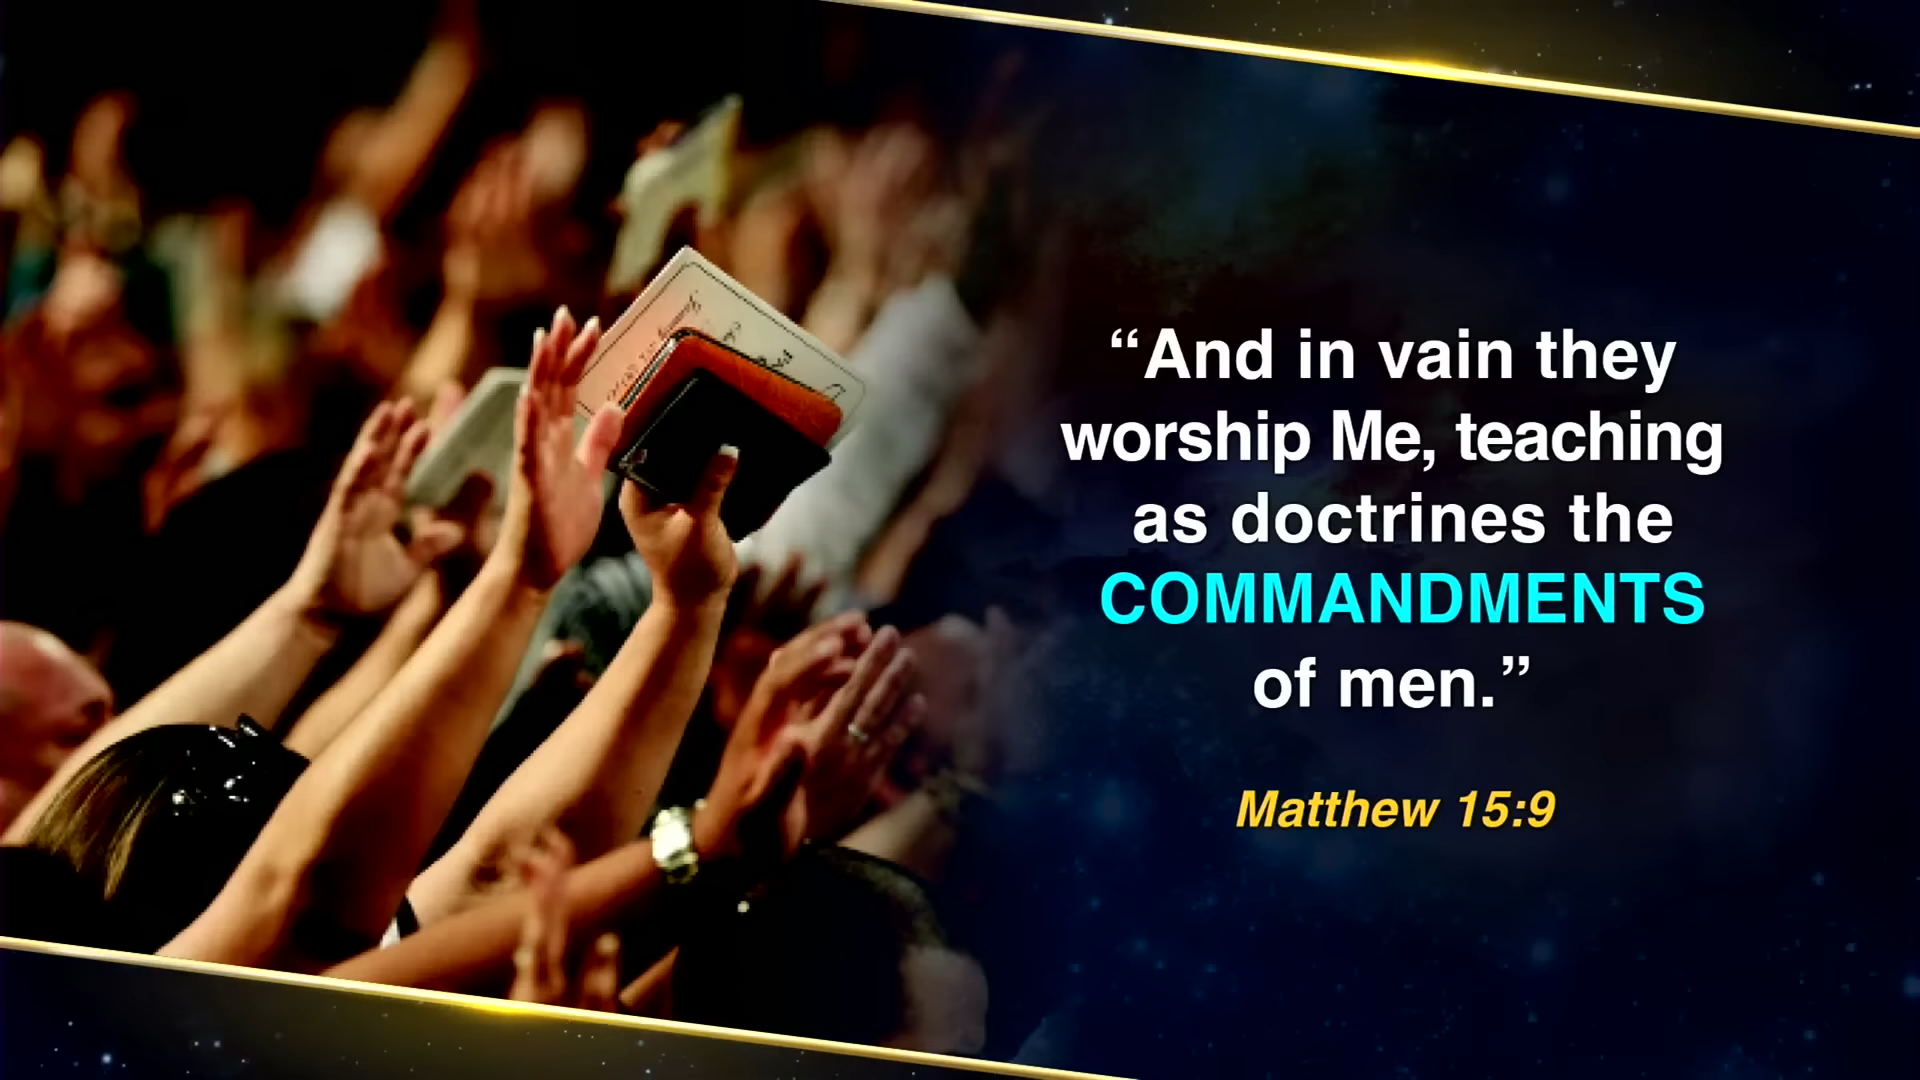 “And in vain they
worship Me, teaching
as doctrines the
COMMANDMENTS
of men.”
Matthew 15:9